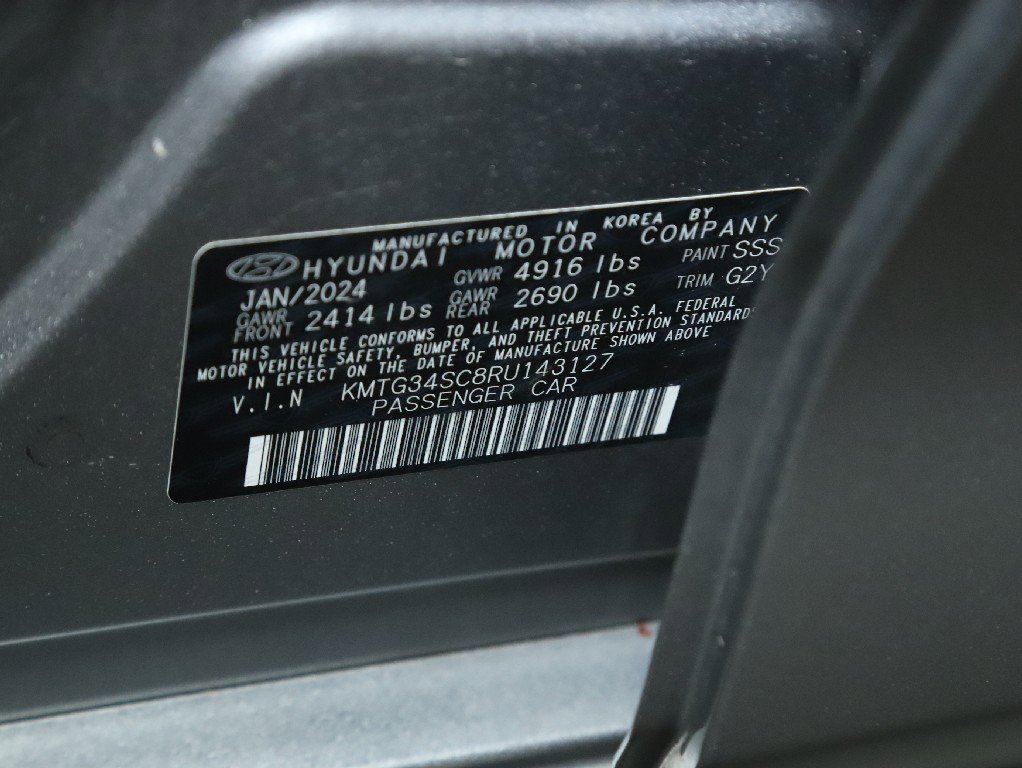 MANUFACTURED IN KOREA BY
HYUNDAI MOTOR COMPANY
JAN/2024 GVWR 4916 lbs PAINT SSS
GAWR FRONT 2414 lbs GAWR REAR 2690 lbs TRIM G2Y
THIS VEHICLE CONFORMS TO ALL APPLICABLE U.S.A. FEDERAL
MOTOR VEHICLE SAFETY, BUMPER, AND THEFT PREVENTION STANDARDS
IN EFFECT ON THE DATE OF MANUFACTURE SHOWN ABOVE
V.I.N KMTG34SC8RU143127
PASSENGER CAR